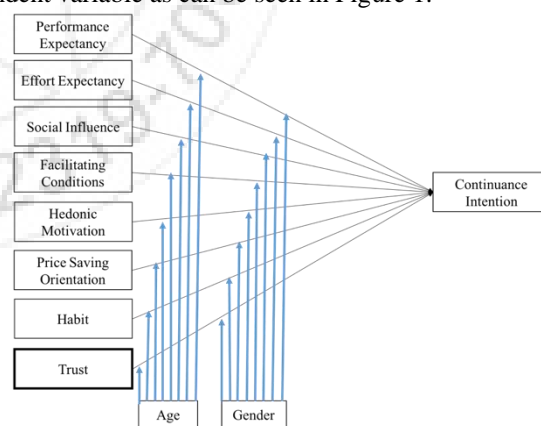 dent variable as can be seen in Figure 1.
Performance
Expectancy
Effort Expectancy
Social Influence
Facilitating
Conditions
Hedonic
Motivation
Price Saving
Orientation
Habit
Trust
Continuance
Intention
Age
Gender